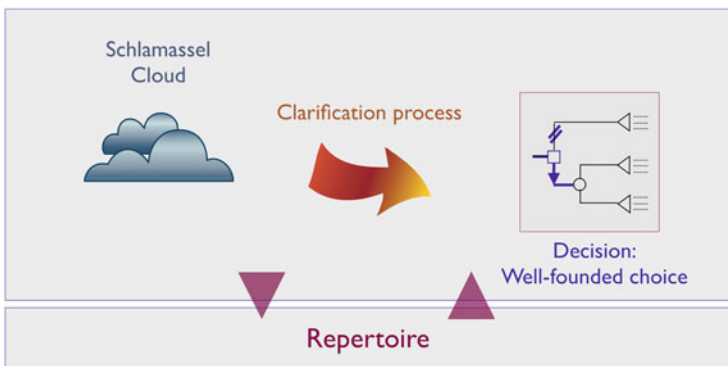 Schlamassel
Cloud
Clarification process
Decision:
Well-founded choice
Repertoire